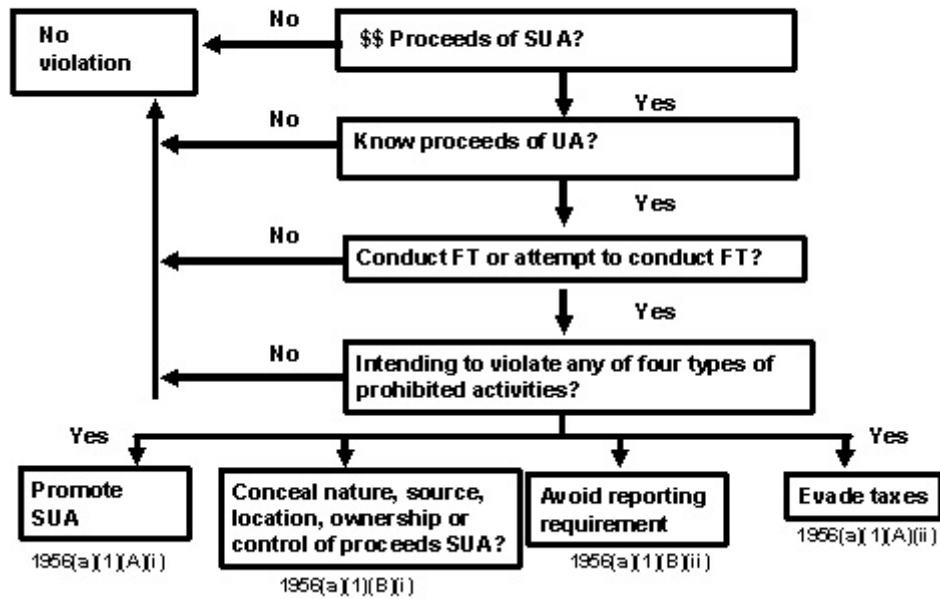 No
No violation
$$ Proceeds of SUA?
Yes
No
Know proceeds of UA?
Yes
No
Conduct FT or attempt to conduct FT?
Yes
No
Intending to violate any of four types of
prohibited activities?
Yes
Yes
Promote
SUA
1956(a)(1)(A)(i)
Conceal nature, source,
location, ownership or
control of proceeds SUA?
1956(a)(1)(B)(i)
Avoid reporting
requirement
1956(a)(1)(B)(ii)
Evade taxes
1956(a)(1)(A)(ii)